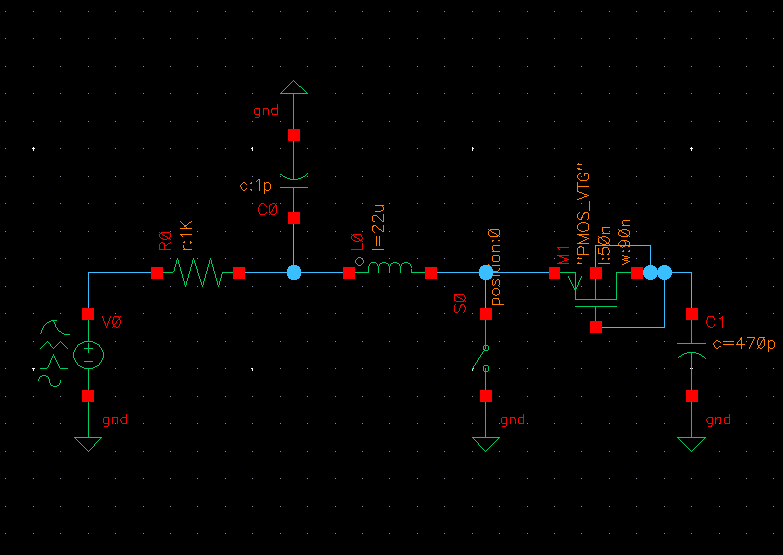 gnd
c:1p
C0
R0
r:1K
L0
l=22u
position:0
S0
M1
"PMOS_VTG"
l:50n
w:90n
V0
C1
c=470p
gnd
gnd
gnd